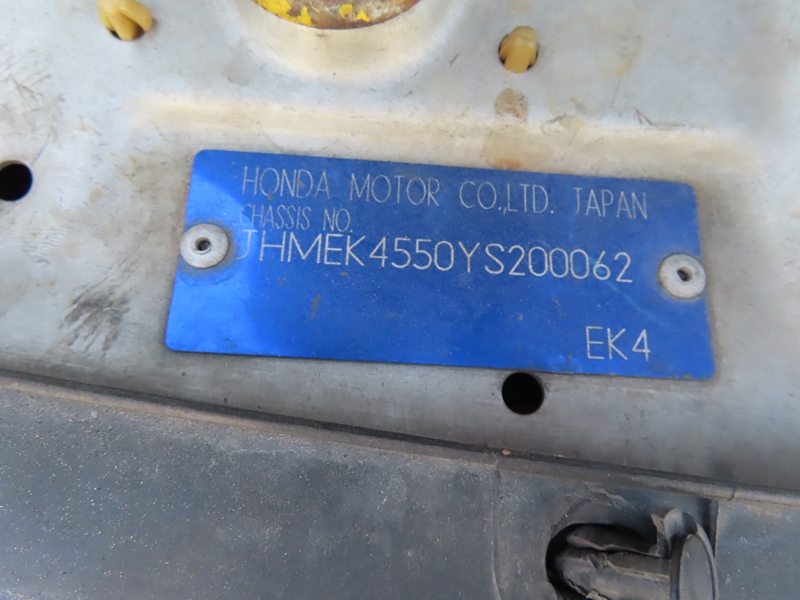 HONDA MOTOR CO.,LTD. JAPAN
CHASSIS NO.
JHMEK4550YS200062
EK4